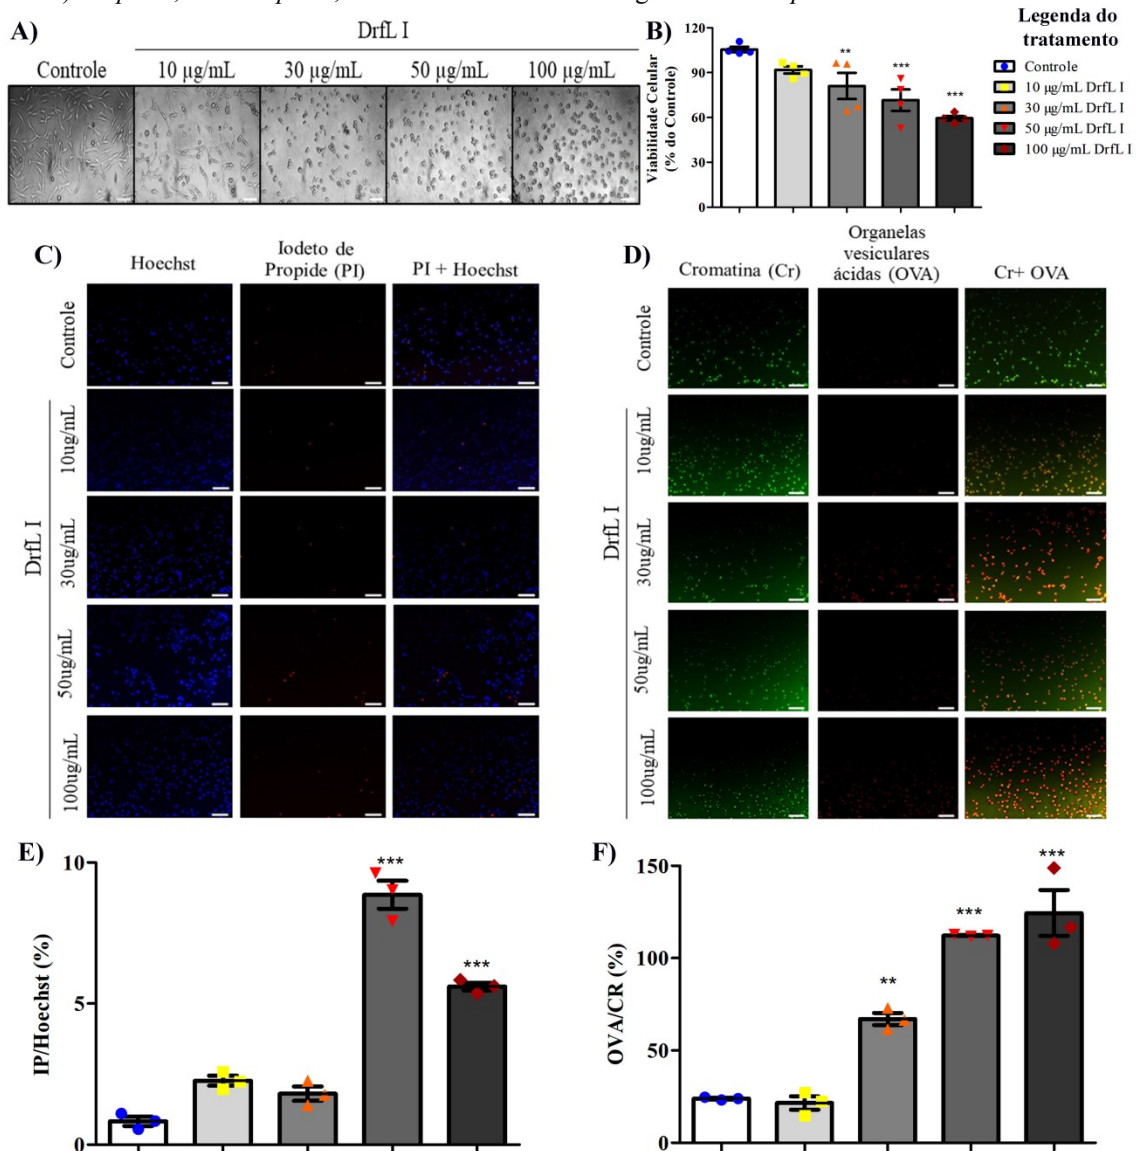 A)
DrfL I
Controle
10 µg/mL
30 µg/mL
50 µg/mL
100 µg/mL
B)
Viabilidade Celular
(% do Controle)
120
90
60
30
0
**
***
***
Legenda do
tratamento
Controle
10 µg/mL DrfL I
30 µg/mL DrfL I
50 µg/mL DrfL I
100 µg/mL DrfL I
C)
Hoechst
Iodeto de
Propide (PI)
PI + Hoechst
Controle
DrfL I
10ug/mL
30ug/mL
50ug/mL
100ug/mL
D)
Cromatina (Cr)
Organelas
vesiculares
ácidas (OVA)
Cr+ OVA
Controle
DrfL I
10ug/mL
30ug/mL
50ug/mL
100ug/mL
E)
IP/Hoechst (%)
10
5
0
***
***
F)
OVA/CR (%)
150
100
50
0
**
***
***